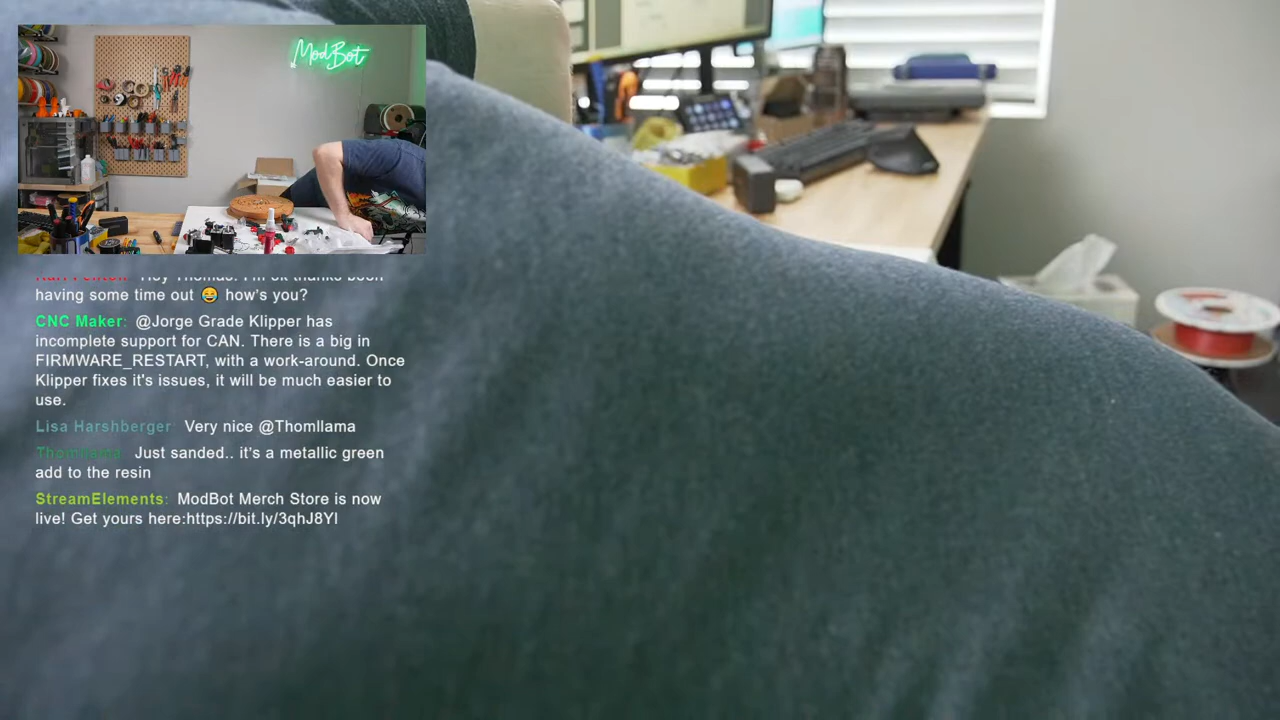 ModBot
Hey Thomas. I'm ok thanks been
having some time out 😂 how's you?
CNC Maker: @Jorge Grade Klipper has
incomplete support for CAN. There is a big in
FIRMWARE_RESTART, with a work-around. Once
Klipper fixes it's issues, it will be much easier to
use.
Lisa Harshberger: Very nice @Thomllama
Thomllama: Just sanded.. it's a metallic green
add to the resin
StreamElements: ModBot Merch Store is now
live! Get yours here:https://bit.ly/3qhJ8Yl